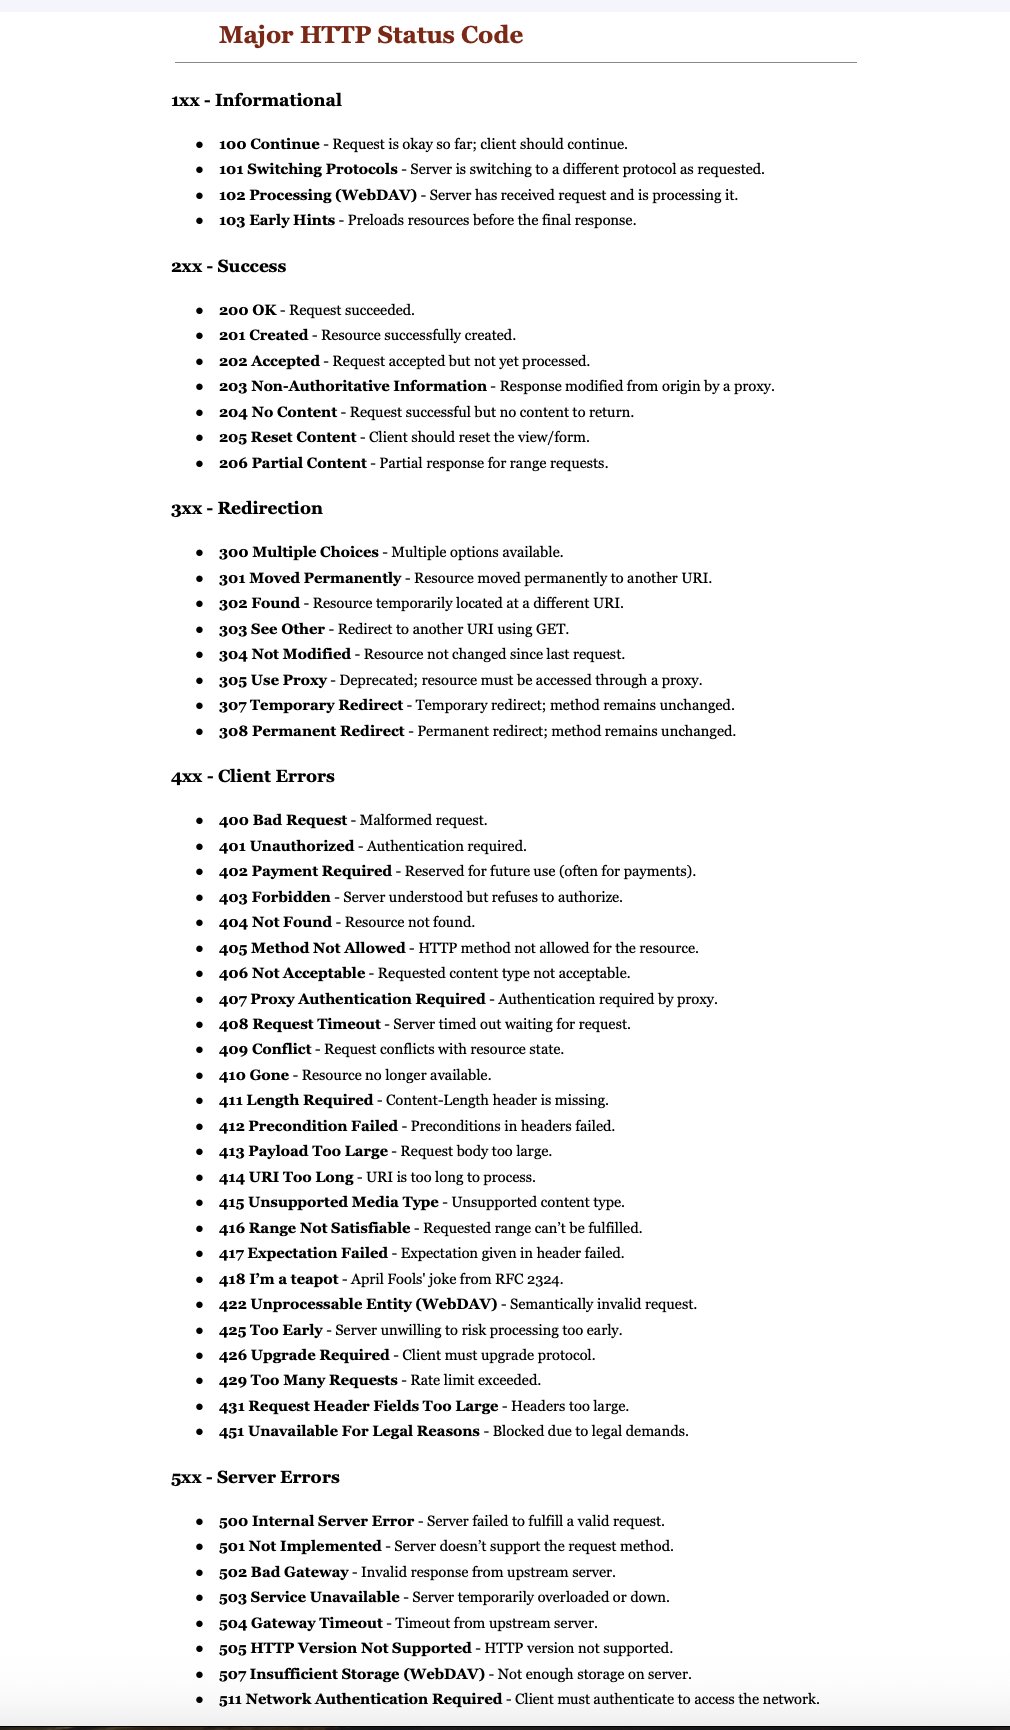 Major HTTP Status Code
1xx - Informational
● 100 Continue - Request is okay so far; client should continue.
● 101 Switching Protocols - Server is switching to a different protocol as requested.
● 102 Processing (WebDAV) - Server has received request and is processing it.
● 103 Early Hints - Preloads resources before the final response.
2xx - Success
● 200 OK - Request succeeded.
● 201 Created - Resource successfully created.
● 202 Accepted - Request accepted but not yet processed.
● 203 Non-Authoritative Information - Response modified from origin by a proxy.
● 204 No Content - Request successful but no content to return.
● 205 Reset Content - Client should reset the view/form.
● 206 Partial Content - Partial response for range requests.
3xx - Redirection
● 300 Multiple Choices - Multiple options available.
● 301 Moved Permanently - Resource moved permanently to another URI.
● 302 Found - Resource temporarily located at a different URI.
● 303 See Other - Redirect to another URI using GET.
● 304 Not Modified - Resource not changed since last request.
● 305 Use Proxy - Deprecated; resource must be accessed through a proxy.
● 307 Temporary Redirect - Temporary redirect; method remains unchanged.
● 308 Permanent Redirect - Permanent redirect; method remains unchanged.
4xx - Client Errors
● 400 Bad Request - Malformed request.
● 401 Unauthorized - Authentication required.
● 402 Payment Required - Reserved for future use (often for payments).
● 403 Forbidden - Server understood but refuses to authorize.
● 404 Not Found - Resource not found.
● 405 Method Not Allowed - HTTP method not allowed for the resource.
● 406 Not Acceptable - Requested content type not acceptable.
● 407 Proxy Authentication Required - Authentication required by proxy.
● 408 Request Timeout - Server timed out waiting for request.
● 409 Conflict - Request conflicts with resource state.
● 410 Gone - Resource no longer available.
● 411 Length Required - Content-Length header is missing.
● 412 Precondition Failed - Preconditions in headers failed.
● 413 Payload Too Large - Request body too large.
● 414 URI Too Long - URI is too long to process.
● 415 Unsupported Media Type - Unsupported content type.
● 416 Range Not Satisfiable - Requested range can’t be fulfilled.
● 417 Expectation Failed - Expectation given in header failed.
● 418 I’m a teapot - April Fools' joke from RFC 2324.
● 422 Unprocessable Entity (WebDAV) - Semantically invalid request.
● 425 Too Early - Server unwilling to risk processing too early.
● 426 Upgrade Required - Client must upgrade protocol.
● 429 Too Many Requests - Rate limit exceeded.
● 431 Request Header Fields Too Large - Headers too large.
● 451 Unavailable For Legal Reasons - Blocked due to legal demands.
5xx - Server Errors
● 500 Internal Server Error - Server failed to fulfill a valid request.
● 501 Not Implemented - Server doesn’t support the request method.
● 502 Bad Gateway - Invalid response from upstream server.
● 503 Service Unavailable - Server temporarily overloaded or down.
● 504 Gateway Timeout - Timeout from upstream server.
● 505 HTTP Version Not Supported - HTTP version not supported.
● 507 Insufficient Storage (WebDAV) - Not enough storage on server.
● 511 Network Authentication Required - Client must authenticate to access the network.